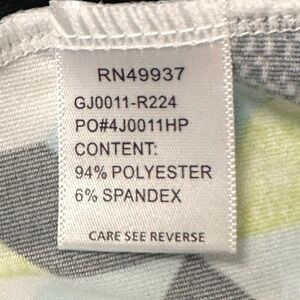 RN49937
GJ0011-R224
PO#4J0011HP
CONTENT:
94% POLYESTER
6% SPANDEX
CARE SEE REVERSE